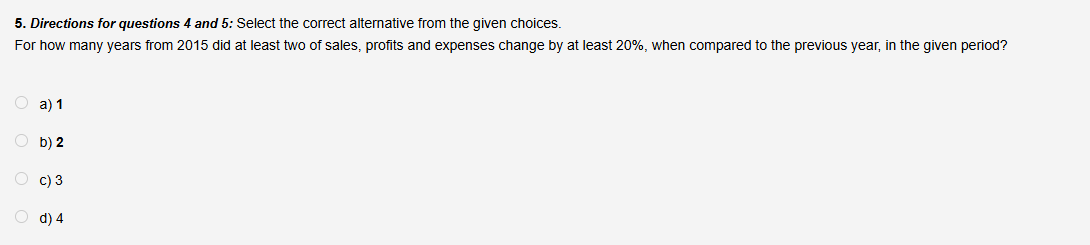 5. Directions for questions 4 and 5: Select the correct alternative from the given choices.
For how many years from 2015 did at least two of sales, profits and expenses change by at least 20%, when compared to the previous year, in the given period?
a) 1
b) 2
c) 3
d) 4